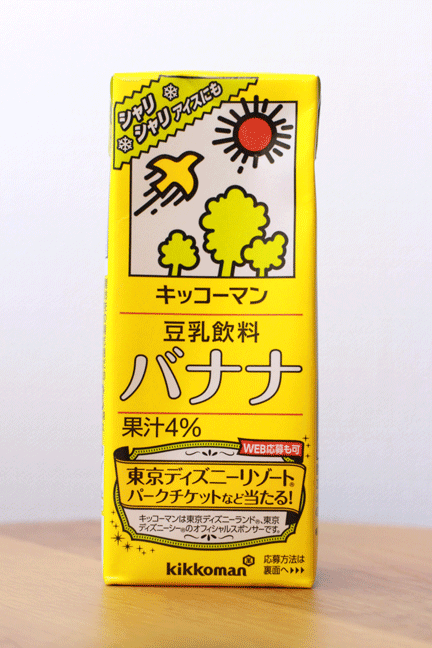 シャリ
シャリ アイスにも
キッコーマン
豆乳飲料
バナナ
果汁4%
WEB応募も可
東京ディズニーリゾート®
パークチケットなど当たる!
キッコーマンは東京ディズニーランド®、東京
ディズニーシー®のオフィシャルスポンサーです。
kikkoman
応募方法は
裏面へ▸▸▸